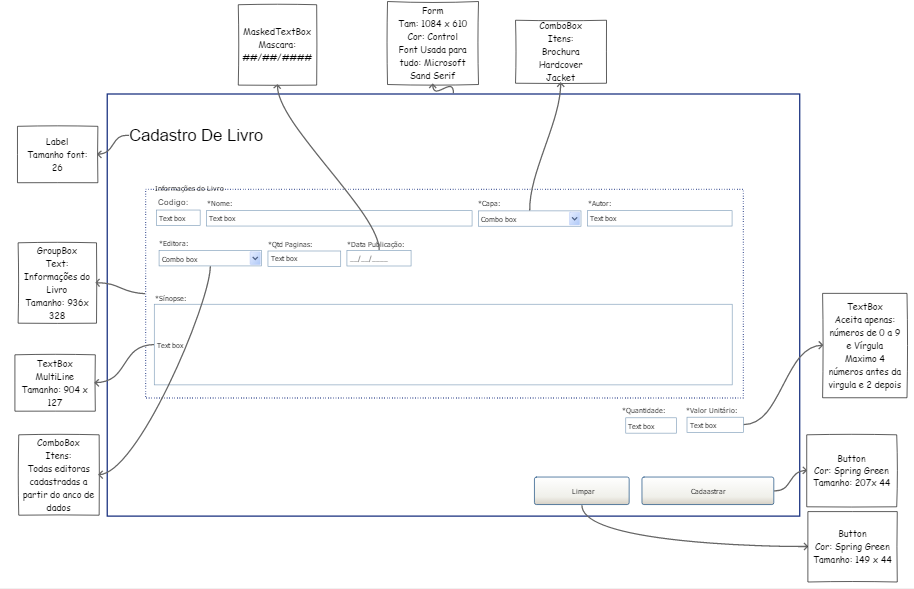 MaskedTextBox
Mascara:
##/##/####
Form
Tam: 1084 x 610
Cor: Control
Font Usada para
tudo: Microsoft
Sand Serif
ComboBox
Itens:
Brochura
Hardcover
Jacket
Label
Tamanho font:
26
Cadastro De Livro
Informações do Livro
Codigo:
*Nome:
*Capa:
*Autor:
Text box
Text box
Combo box
Text box
*Editora:
*Qtd Paginas:
*Data Publicação:
Combo box
Text box
__/__/____
GroupBox
Text:
Informações do
Livro
Tamanho: 936x
328
*Sinopse:
Text box
TextBox
MultiLine
Tamanho: 904 x
127
TextBox
Aceita apenas:
números de 0 a 9
e Vírgula
Maximo 4
números antes da
virgula e 2 depois
*Quantidade:
*Valor Unitário:
Text box
Text box
ComboBox
Itens:
Todas editoras
cadastradas a
partir do anco de
dados
Limpar
Cadaastrar
Button
Cor: Spring Green
Tamanho: 207x 44
Button
Cor: Spring Green
Tamanho: 149 x 44